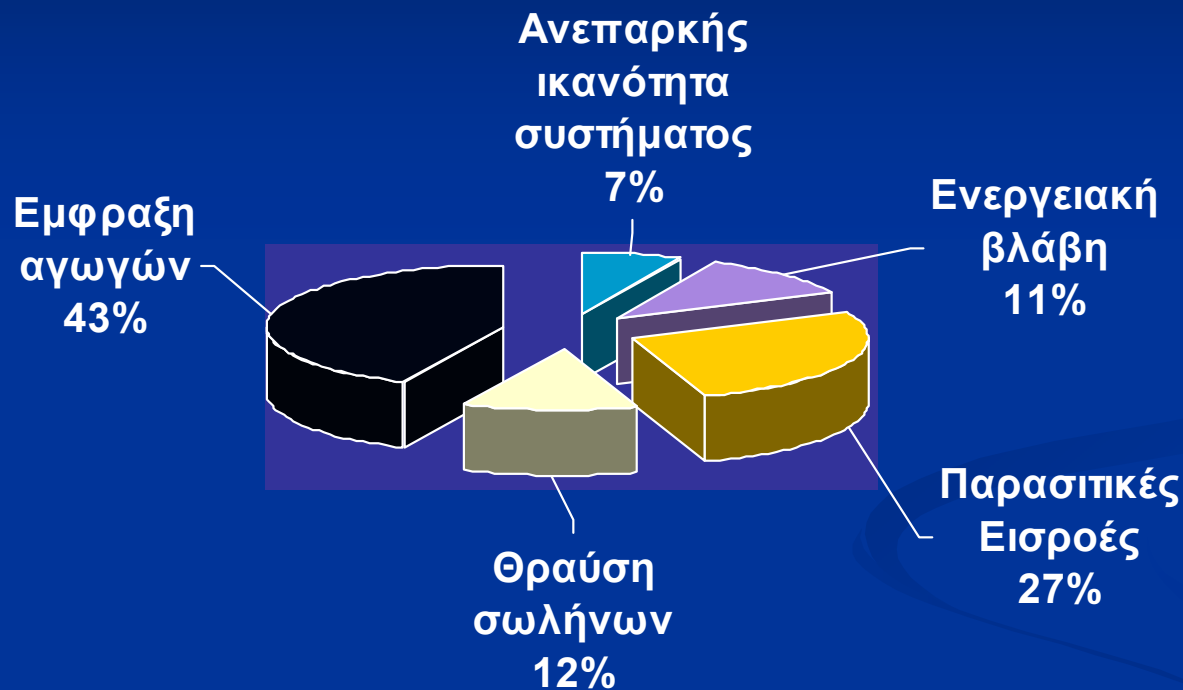 Ανεπαρκής
ικανότητα
συστήματος
7%
Ενεργειακή
βλάβη
11%
Παρασιτικές
Εισροές
27%
Θραύση
σωλήνων
12%
Εμφραξη
αγωγών
43%